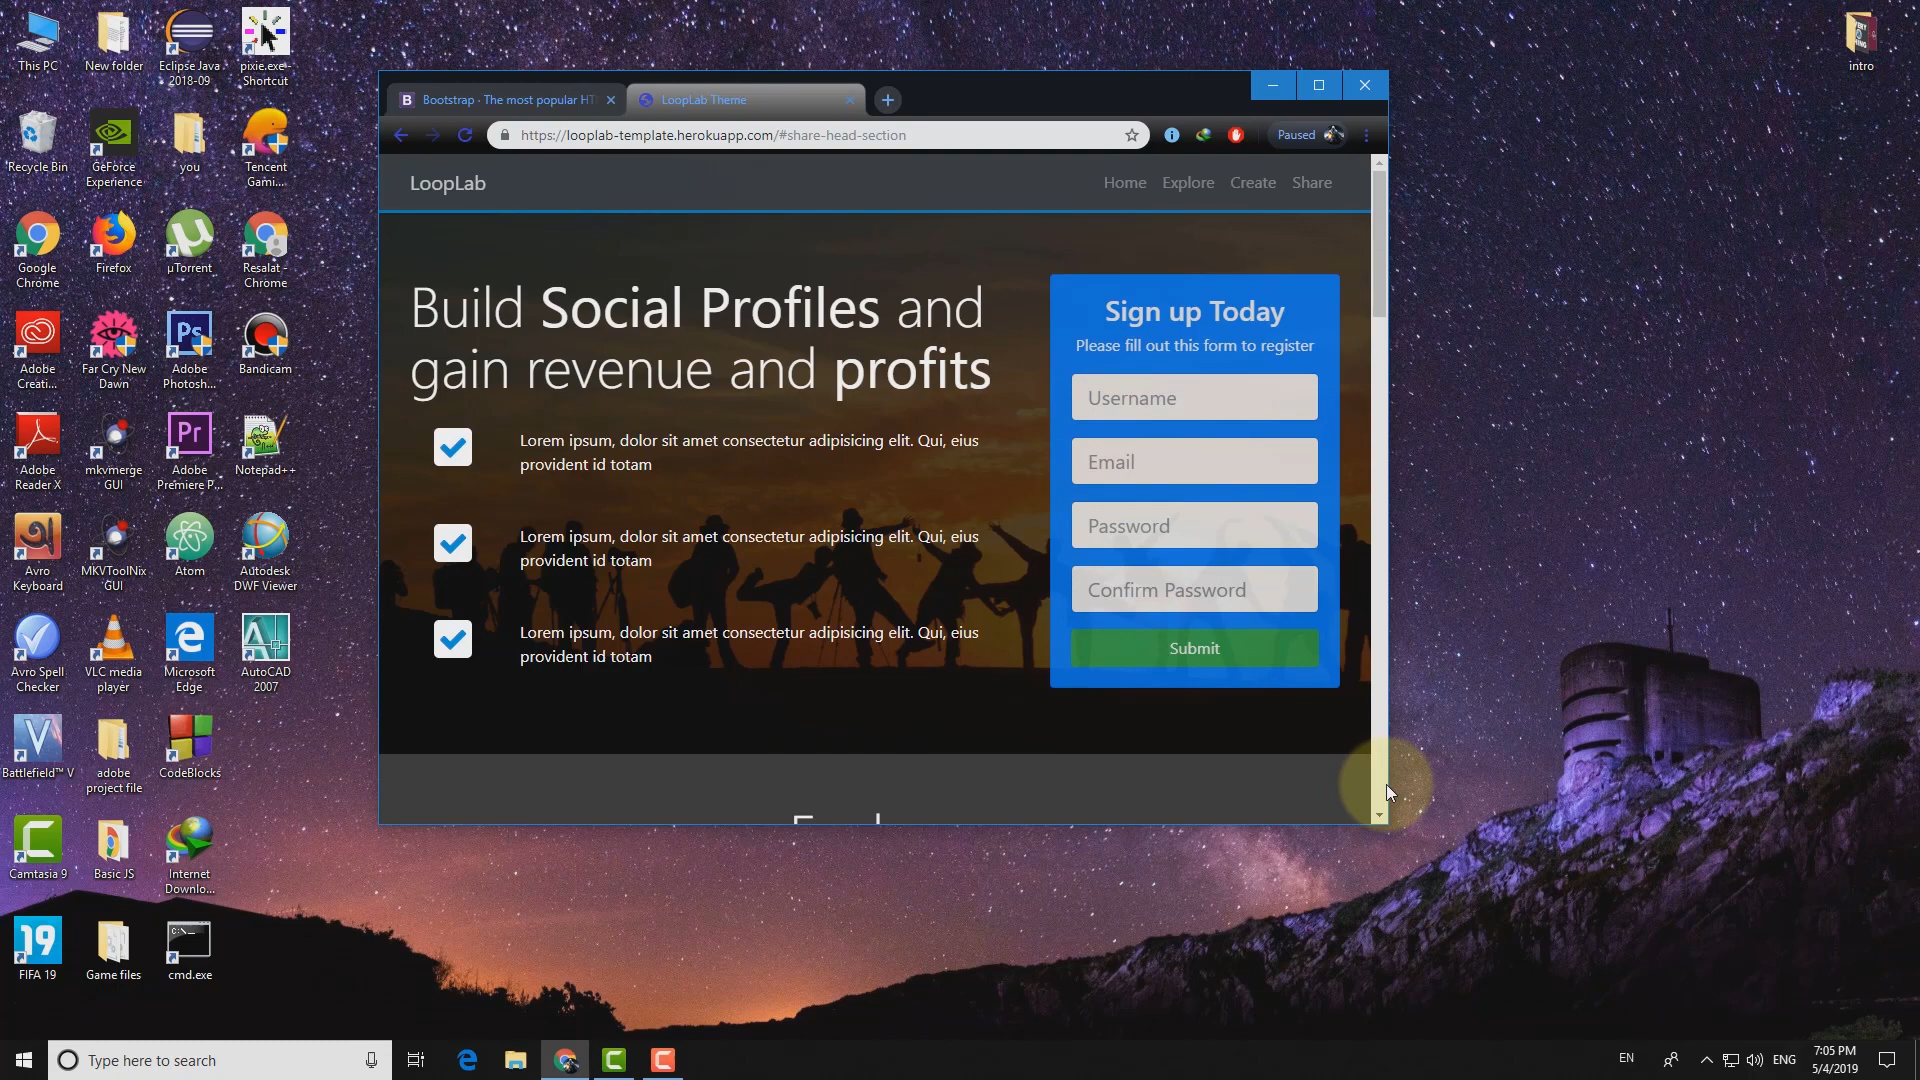 This PC
New folder
Eclipse Java
2018-09
pixie.exe -
Shortcut
intro
Recycle Bin
GeForce
Experience
you
Tencent
Gami...
Google
Chrome
Firefox
µTorrent
Resalat -
Chrome
Adobe
Creati...
Far Cry New
Dawn
Ps
Adobe
Photosh...
Bandicam
Adobe
Reader X
mkvmerge
GUI
Pr
Adobe
Premiere P...
Notepad++
Avro
Keyboard
MKVToolNix
GUI
Atom
Autodesk
DWF Viewer
Avro Spell
Checker
VLC media
player
Microsoft
Edge
AutoCAD
2007
Battlefield™ V
adobe
project file
CodeBlocks
Camtasia 9
Basic JS
Internet
Downlo...
19
FIFA 19
Game files
C:\_
cmd.exe
B Bootstrap · The most popular HT
LoopLab Theme
https://looplab-template.herokuapp.com/#share-head-section
Paused
LoopLab
Home Explore Create Share
Build Social Profiles and
gain revenue and profits
Lorem ipsum, dolor sit amet consectetur adipisicing elit. Qui, eius
provident id totam
Lorem ipsum, dolor sit amet consectetur adipisicing elit. Qui, eius
provident id totam
Lorem ipsum, dolor sit amet consectetur adipisicing elit. Qui, eius
provident id totam
Sign up Today
Please fill out this form to register
Username
Email
Password
Confirm Password
Submit
Type here to search
EN
ENG
7:05 PM
5/4/2019